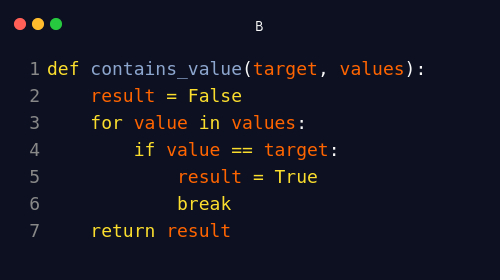 B
1 def contains_value(target, values):
2     result = False
3     for value in values:
4         if value == target:
5             result = True
6             break
7     return result